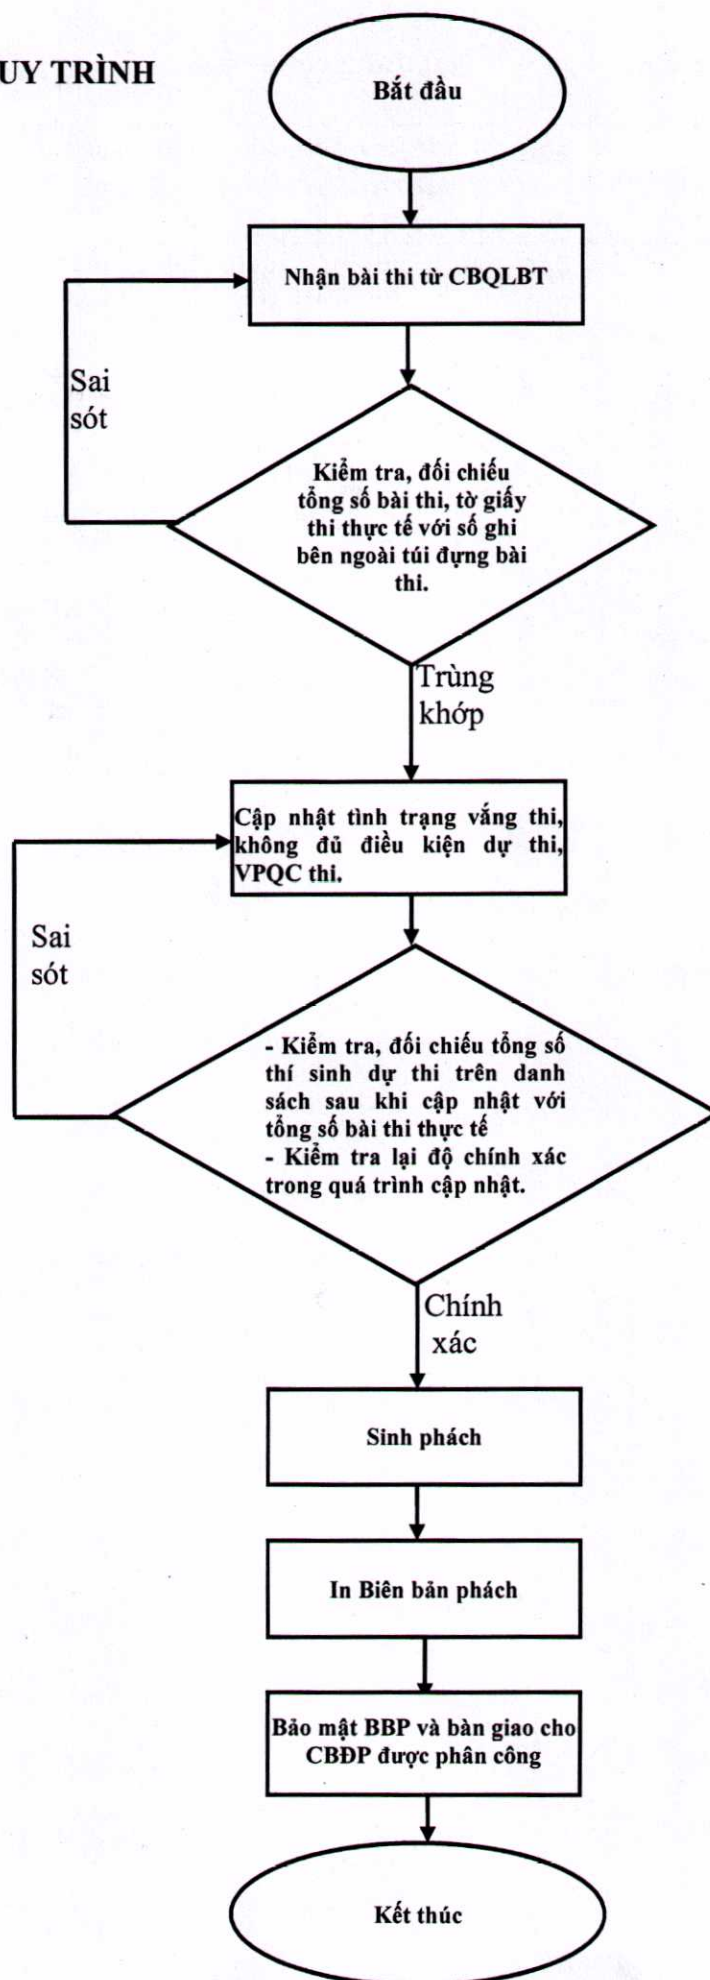 UY TRÌNH
Bắt đầu
Nhận bài thi từ CBQLBT
Sai
sót
Kiểm tra, đối chiếu
tổng số bài thi, tờ giấy
thi thực tế với số ghi
bên ngoài túi đựng bài
thi.
Trùng
khớp
Cập nhật tình trạng vắng thi,
không đủ điều kiện dự thi,
VPQC thi.
Sai
sót
- Kiểm tra, đối chiếu tổng số
thí sinh dự thi trên danh
sách sau khi cập nhật với
tổng số bài thi thực tế
- Kiểm tra lại độ chính xác
trong quá trình cập nhật.
Chính
xác
Sinh phách
In Biên bản phách
Bảo mật BBP và bàn giao cho
CBĐP được phân công
Kết thúc